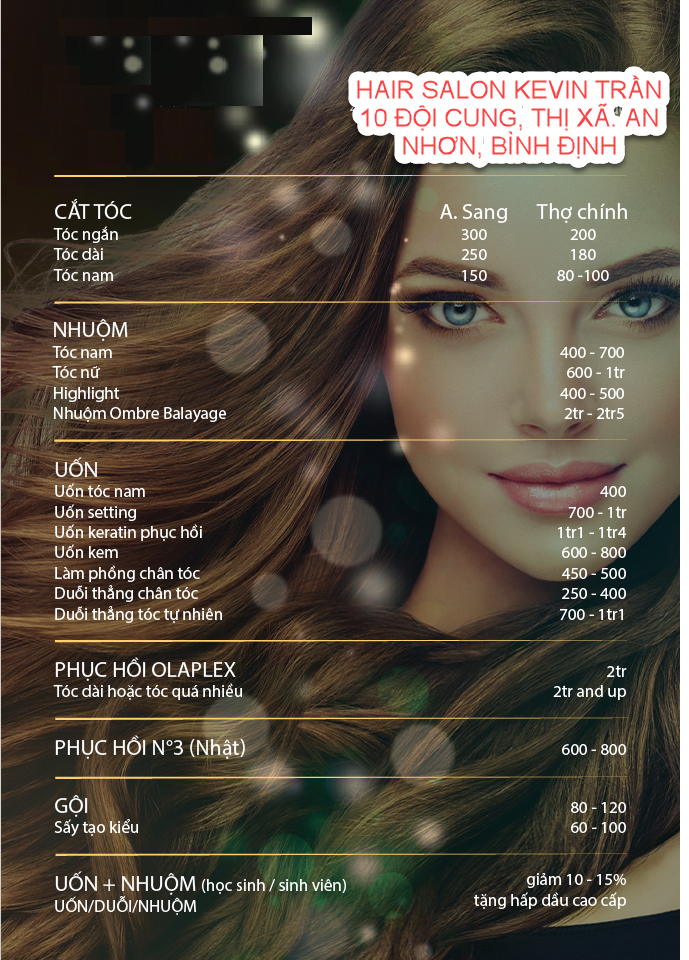 HAIR SALON KEVIN TRẦN
10 ĐỘI CUNG, THỊ XÃ. AN
NHƠN, BÌNH ĐỊNH
CẮT TÓC A. Sang Thợ chính
Tóc ngắn 300 200
Tóc dài 250 180
Tóc nam 150 80 -100
NHUỘM
Tóc nam 400 - 700
Tóc nữ 600 - 1tr
Highlight 400 - 500
Nhuộm Ombre Balayage 2tr - 2tr5
UỐN
Uốn tóc nam 400
Uốn setting 700 - 1tr
Uốn keratin phục hồi 1tr1 - 1tr4
Uốn kem 600 - 800
Làm phồng chân tóc 450 - 500
Duỗi thẳng chân tóc 250 - 400
Duỗi thẳng tóc tự nhiên 700 - 1tr1
PHỤC HỒI OLAPLEX 2tr
Tóc dài hoặc tóc quá nhiều 2tr and up
PHỤC HỒI N°3 (Nhật) 600 - 800
GỘI 80 - 120
Sấy tạo kiểu 60 - 100
UỐN + NHUỘM (học sinh / sinh viên) giảm 10 - 15%
UỐN/DUỖI/NHUỘM tặng hấp dầu cao cấp